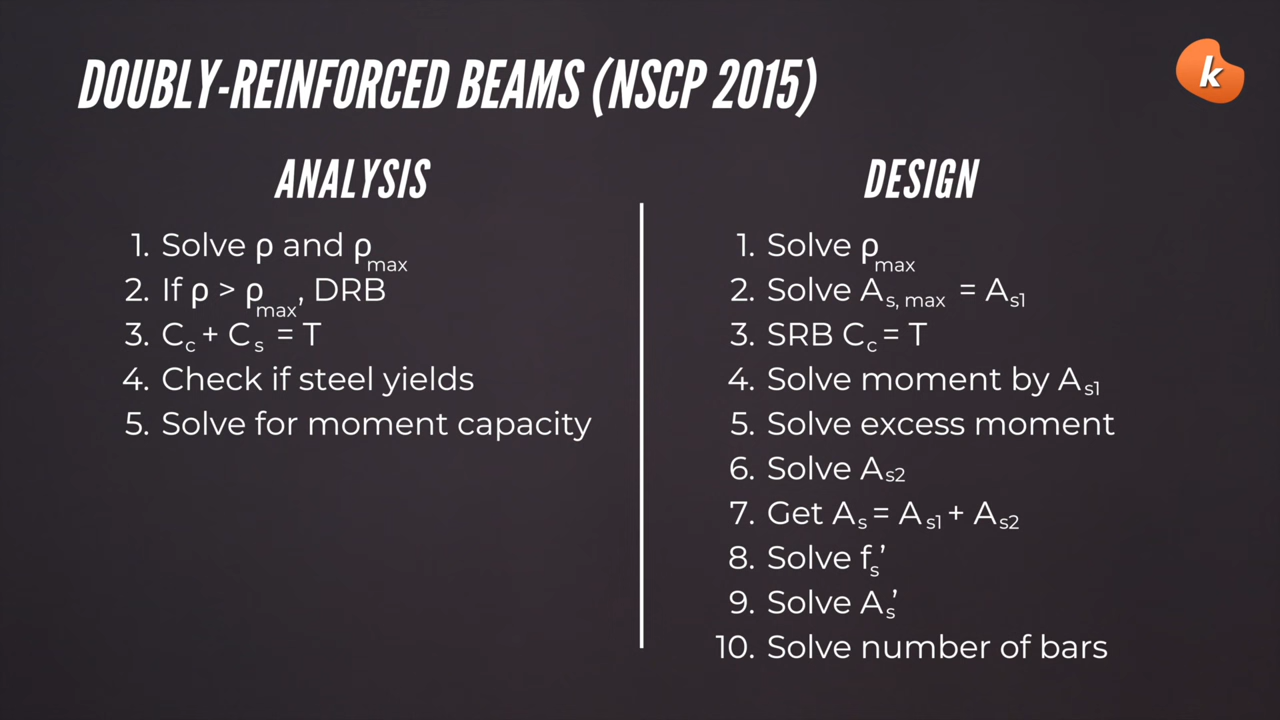 DOUBLY-REINFORCED BEAMS (NSCP 2015)
k
ANALYSIS
1. Solve ρ and ρmax
2. If ρ > ρmax, DRB
3. Cc + Cs = T
4. Check if steel yields
5. Solve for moment capacity
DESIGN
1. Solve ρmax
2. Solve As, max = As1
3. SRB Cc = T
4. Solve moment by As1
5. Solve excess moment
6. Solve As2
7. Get As = As1 + As2
8. Solve fs’
9. Solve As’
10. Solve number of bars